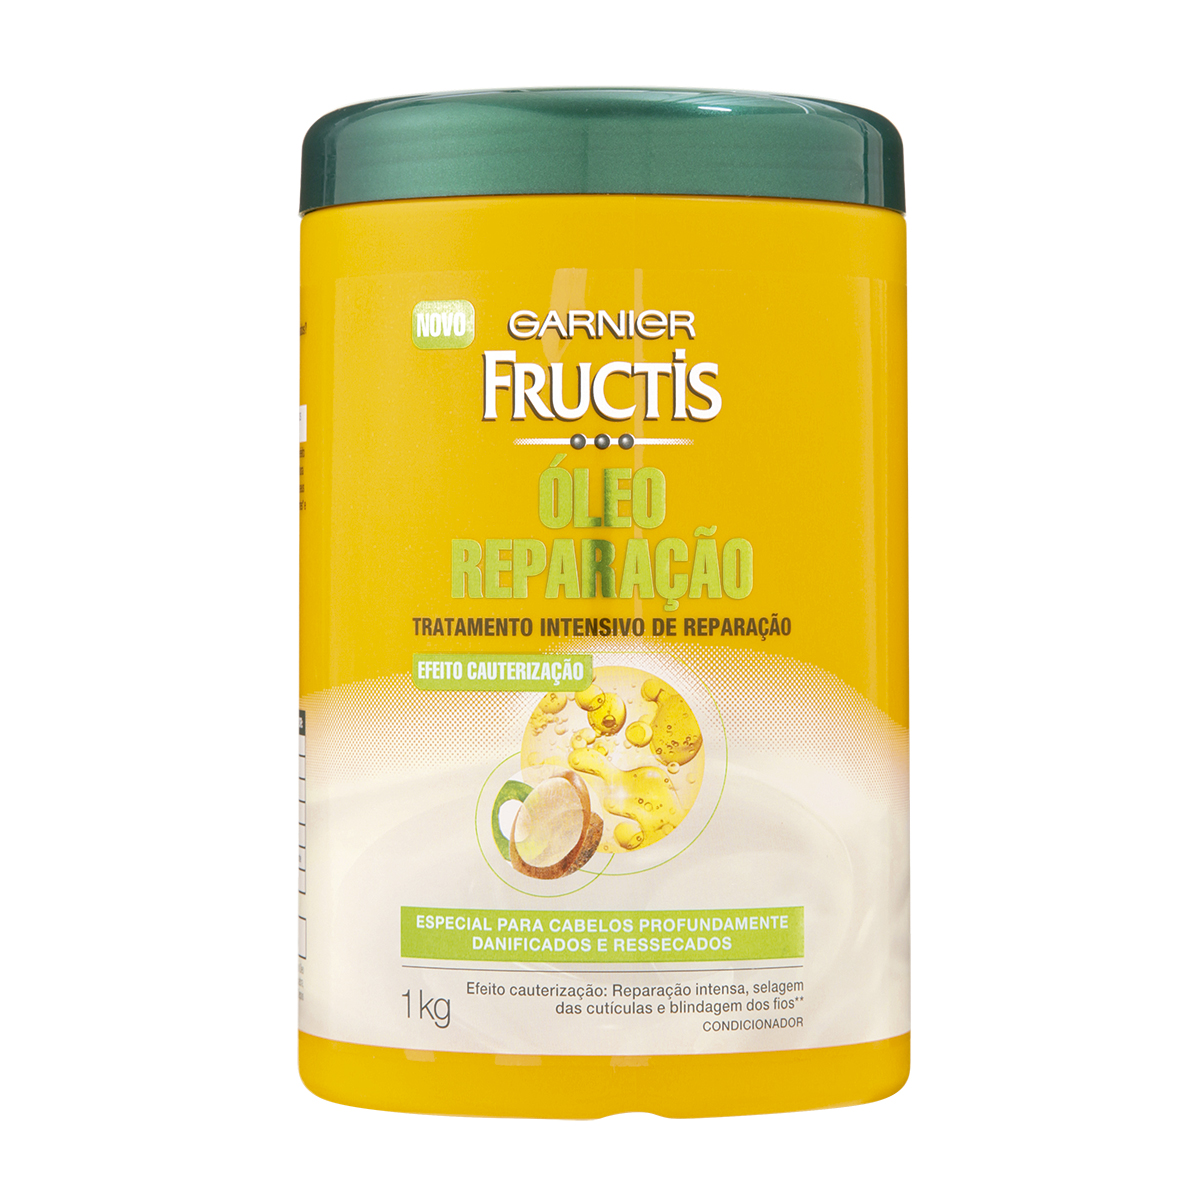 NOVO
GARNIER
FRUCTIS
ÓLEO
REPARAÇÃO
TRATAMENTO INTENSIVO DE REPARAÇÃO
EFEITO CAUTERIZAÇÃO
ESPECIAL PARA CABELOS PROFUNDAMENTE
DANIFICADOS E RESSECADOS
1kg
Efeito cauterização: Reparação intensa, selagem
das cutículas e blindagem dos fios**
CONDICIONADOR